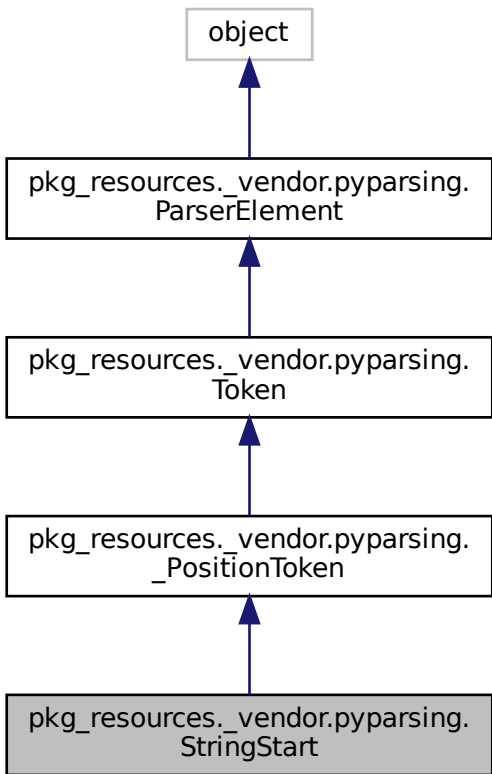 object
pkg_resources._vendor.pyparsing.
ParserElement
pkg_resources._vendor.pyparsing.
Token
pkg_resources._vendor.pyparsing.
_PositionToken
pkg_resources._vendor.pyparsing.
StringStart